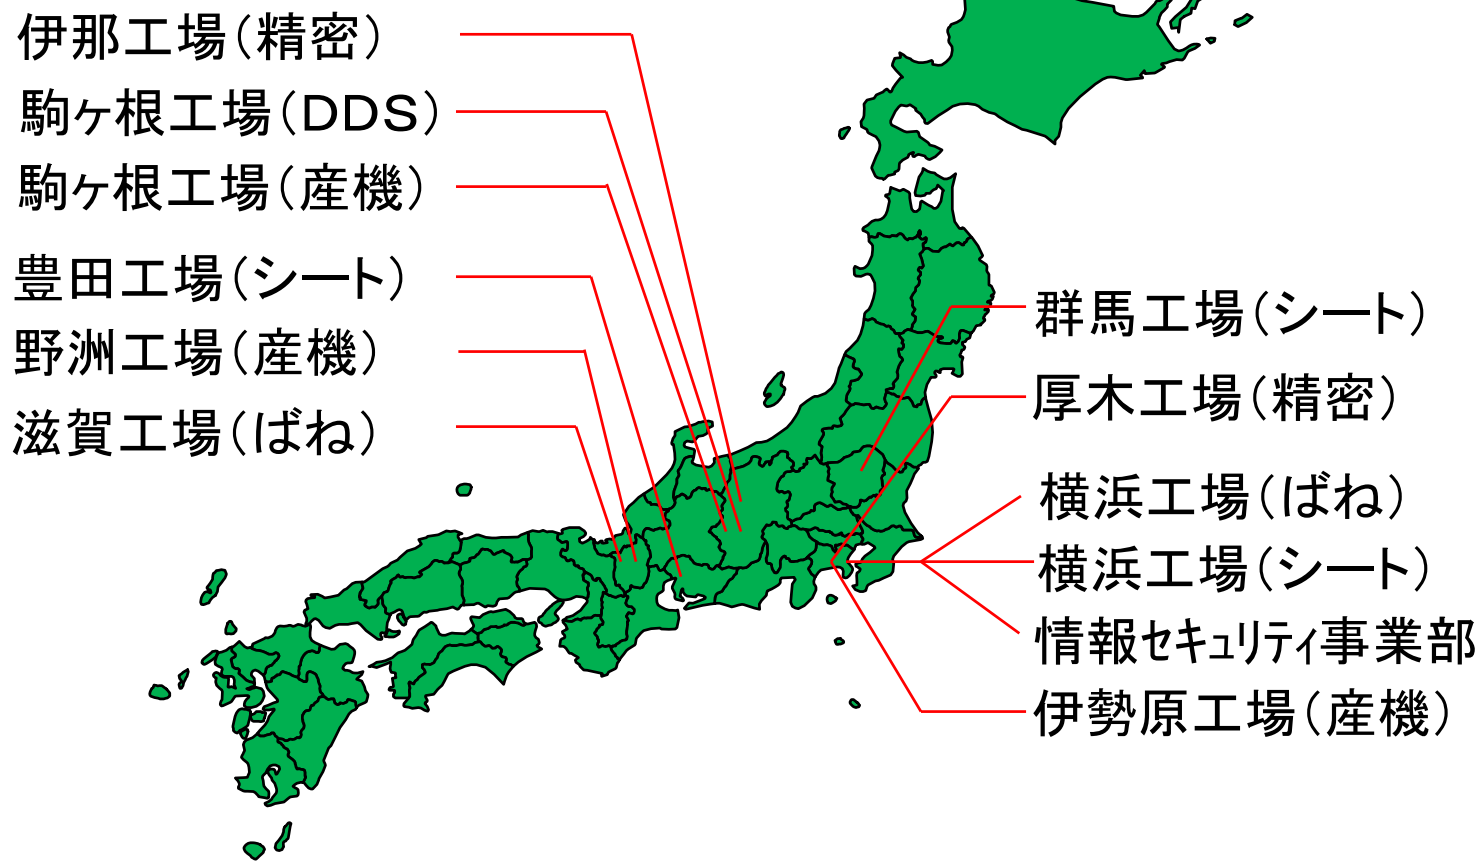 伊那工場（精密）
駒ヶ根工場（DDS）
駒ヶ根工場（産機）
豊田工場（シート）
野洲工場（産機）
滋賀工場（ばね）
群馬工場（シート）
厚木工場（精密）
横浜工場（ばね）
横浜工場（シート）
情報セキュリティ事業部
伊勢原工場（産機）